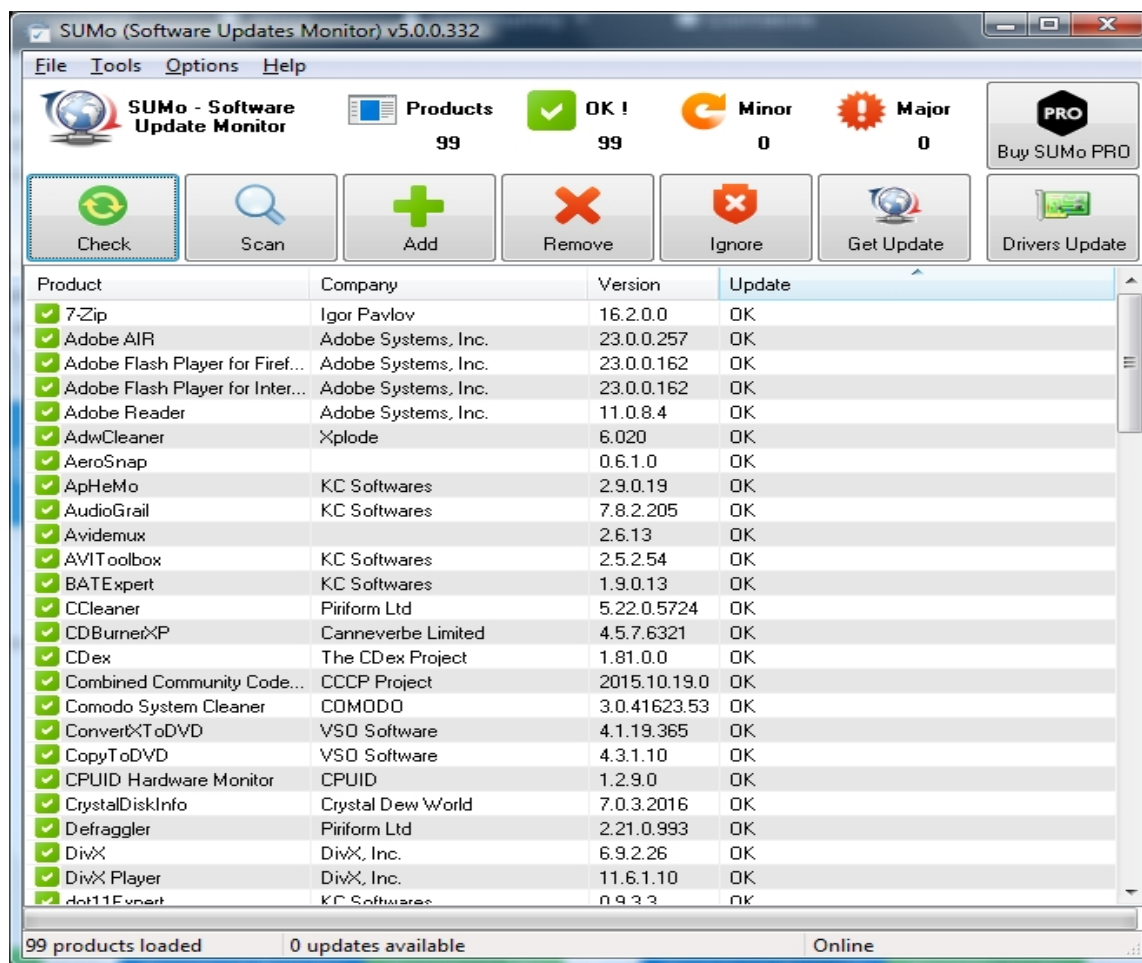 SUMo (Software Updates Monitor) v5.0.0.332
File Tools Options Help
SUMo - Software Update Monitor
Products 99
OK ! 99
Minor 0
Major 0
PRO
Buy SUMo PRO
Check Scan Add Remove Ignore Get Update Drivers Update
Product Company Version Update
7-Zip Igor Pavlov 16.2.0.0 OK
Adobe AIR Adobe Systems, Inc. 23.0.0.257 OK
Adobe Flash Player for Firef... Adobe Systems, Inc. 23.0.0.162 OK
Adobe Flash Player for Inter... Adobe Systems, Inc. 23.0.0.162 OK
Adobe Reader Adobe Systems, Inc. 11.0.8.4 OK
AdwCleaner Xplode 6.020 OK
AeroSnap 0.6.1.0 OK
ApHeMo KC Softwares 2.9.0.19 OK
AudioGrail KC Softwares 7.8.2.205 OK
Avidemux 2.6.13 OK
AVIToolbox KC Softwares 2.5.2.54 OK
BATExpert KC Softwares 1.9.0.13 OK
CCleaner Piriform Ltd 5.22.0.5724 OK
CDBurnerXP Canneverbe Limited 4.5.7.6321 OK
CDex The CDex Project 1.81.0.0 OK
Combined Community Code... CCCP Project 2015.10.19.0 OK
Comodo System Cleaner COMODO 3.0.41623.53 OK
ConvertXToDVD VSO Software 4.1.19.365 OK
CopyToDVD VSO Software 4.3.1.10 OK
CPUID Hardware Monitor CPUID 1.2.9.0 OK
CrystalDiskInfo Crystal Dew World 7.0.3.2016 OK
Defraggler Piriform Ltd 2.21.0.993 OK
DivX DivX, Inc. 6.9.2.26 OK
DivX Player DivX, Inc. 11.6.1.10 OK
dot11Expert KC Softwares 0.9.3.3 OK
99 products loaded 0 updates available Online